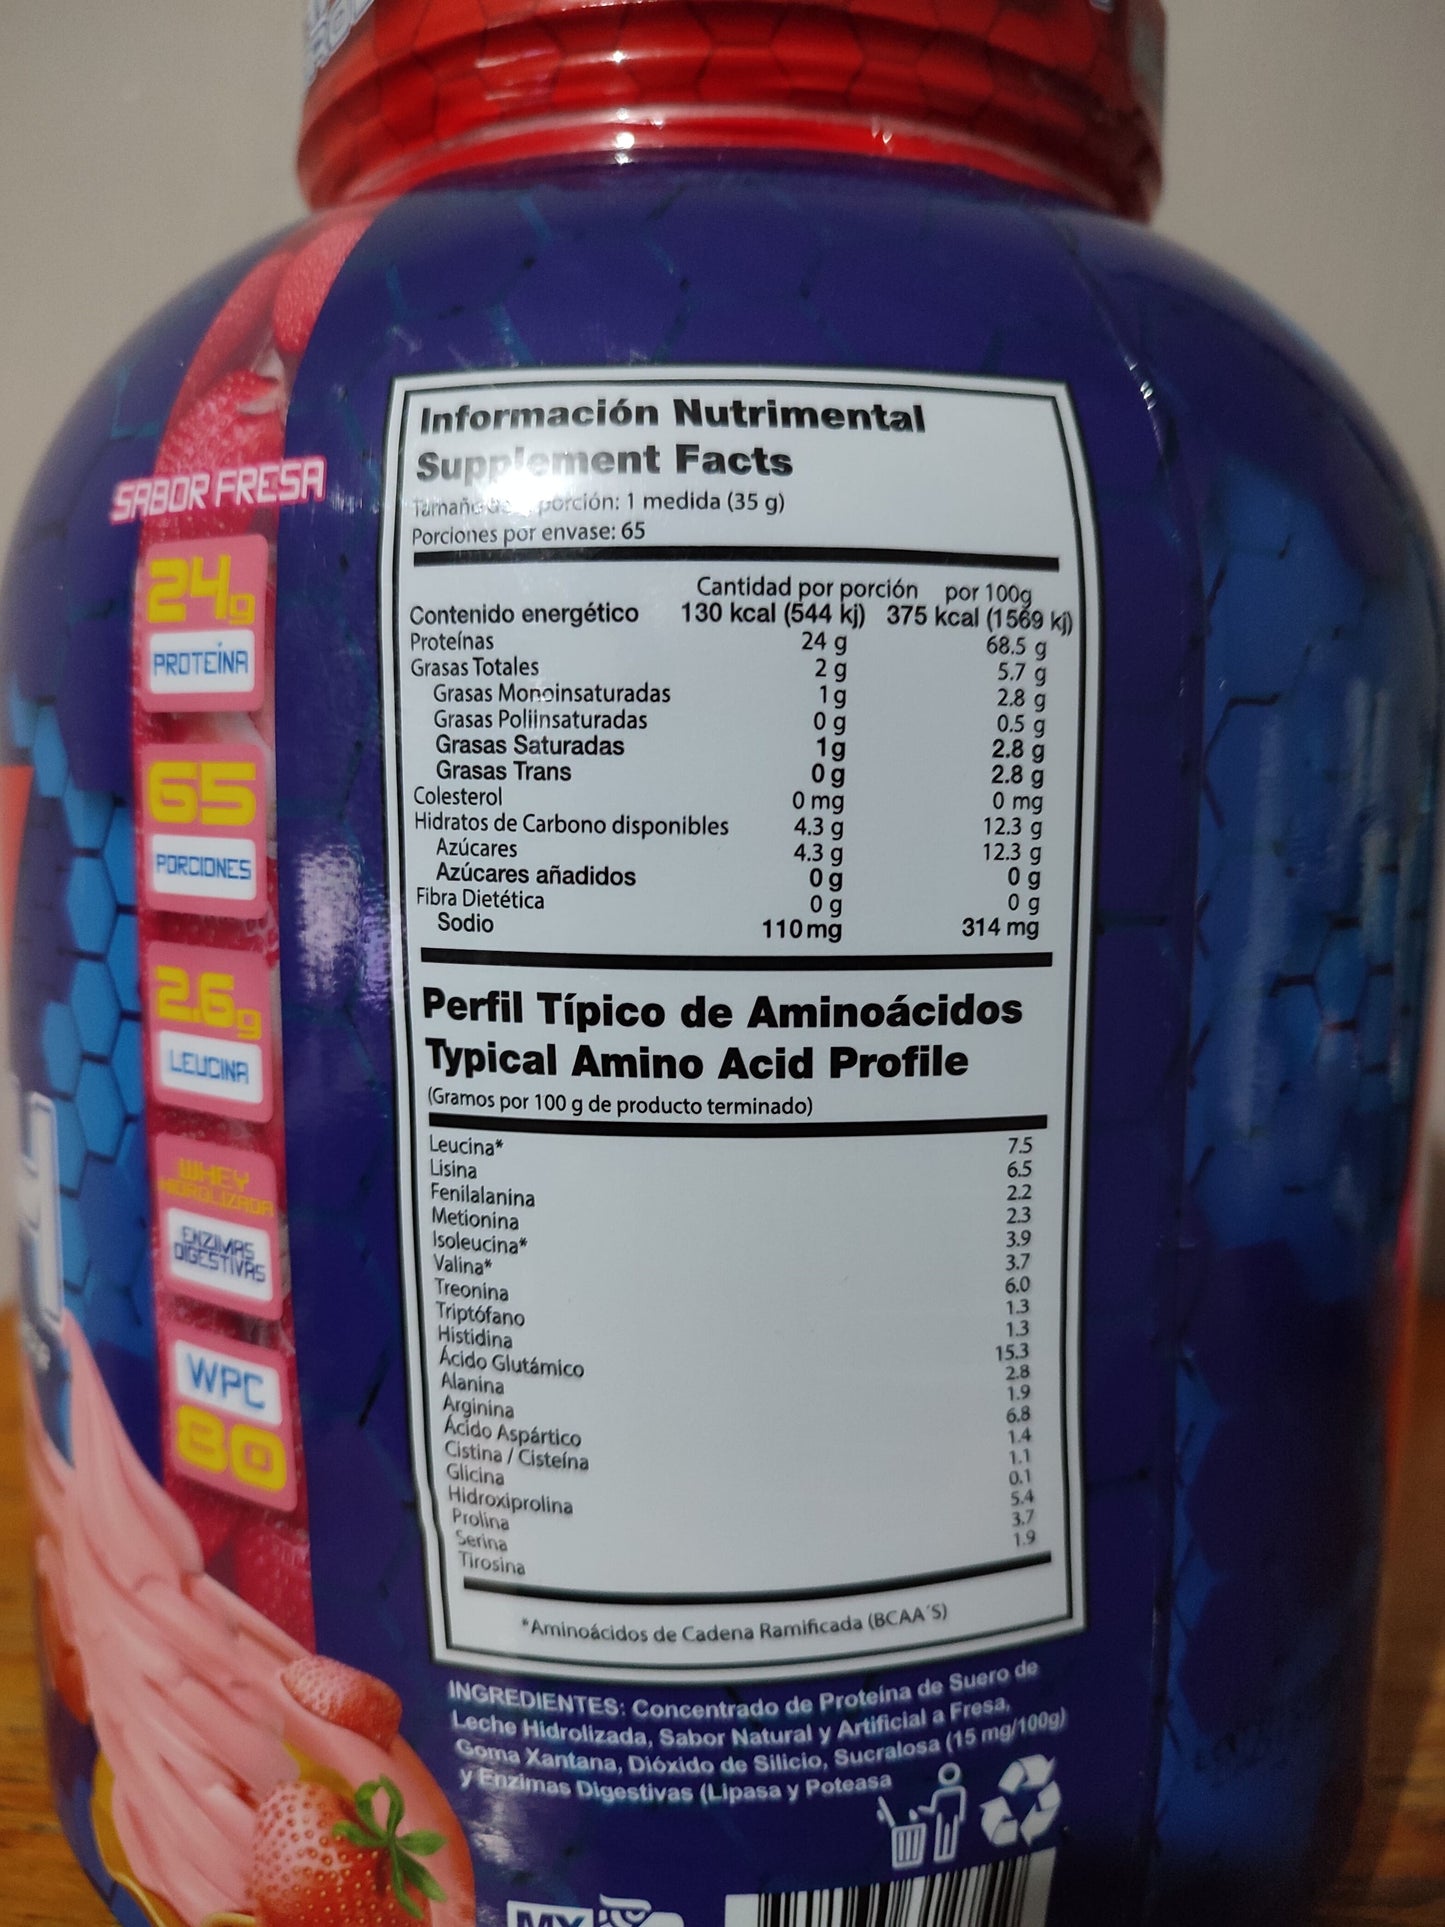 SABOR FRESA
24g
PROTEÍNA
65
PORCIONES
2.6g
LEUCINA
WHEY
HIDROLIZADA
ENZIMAS
DIGESTIVAS
WPC
80
Información Nutrimental
Supplement Facts
Tamaño de porción: 1 medida (35 g)
Porciones por envase: 65
Cantidad por porción por 100g
Contenido energético 130 kcal (544 kj) 375 kcal (1569 kj)
Proteínas 24 g 68.5 g
Grasas Totales 2 g 5.7 g
Grasas Monoinsaturadas 1 g 2.8 g
Grasas Poliinsaturadas 0 g 0.5 g
Grasas Saturadas 1 g 2.8 g
Grasas Trans 0 g 2.8 g
Colesterol 0 mg 0 mg
Hidratos de Carbono disponibles 4.3 g 12.3 g
Azúcares 4.3 g 12.3 g
Azúcares añadidos 0 g 0 g
Fibra Dietética 0 g 0 g
Sodio 110 mg 314 mg
Perfil Típico de Aminoácidos
Typical Amino Acid Profile
(Gramos por 100 g de producto terminado)
Leucina* 7.5
Lisina 6.5
Fenilalanina 2.2
Metionina 2.3
Isoleucina* 3.9
Valina* 3.7
Treonina 6.0
Triptófano 1.3
Histidina 1.3
Ácido Glutámico 15.3
Alanina 2.8
Arginina 1.9
Ácido Aspártico 6.8
Cistina / Cisteína 1.4
Glicina 1.1
Hidroxiprolina 0.1
Prolina 5.4
Serina 3.7
Tirosina 1.9
*Aminoácidos de Cadena Ramificada (BCAA´S)
INGREDIENTES: Concentrado de Proteína de Suero de
Leche Hidrolizada, Sabor Natural y Artificial a Fresa,
Goma Xantana, Dióxido de Silicio, Sucralosa (15 mg/100g)
y Enzimas Digestivas (Lipasa y Poteasa